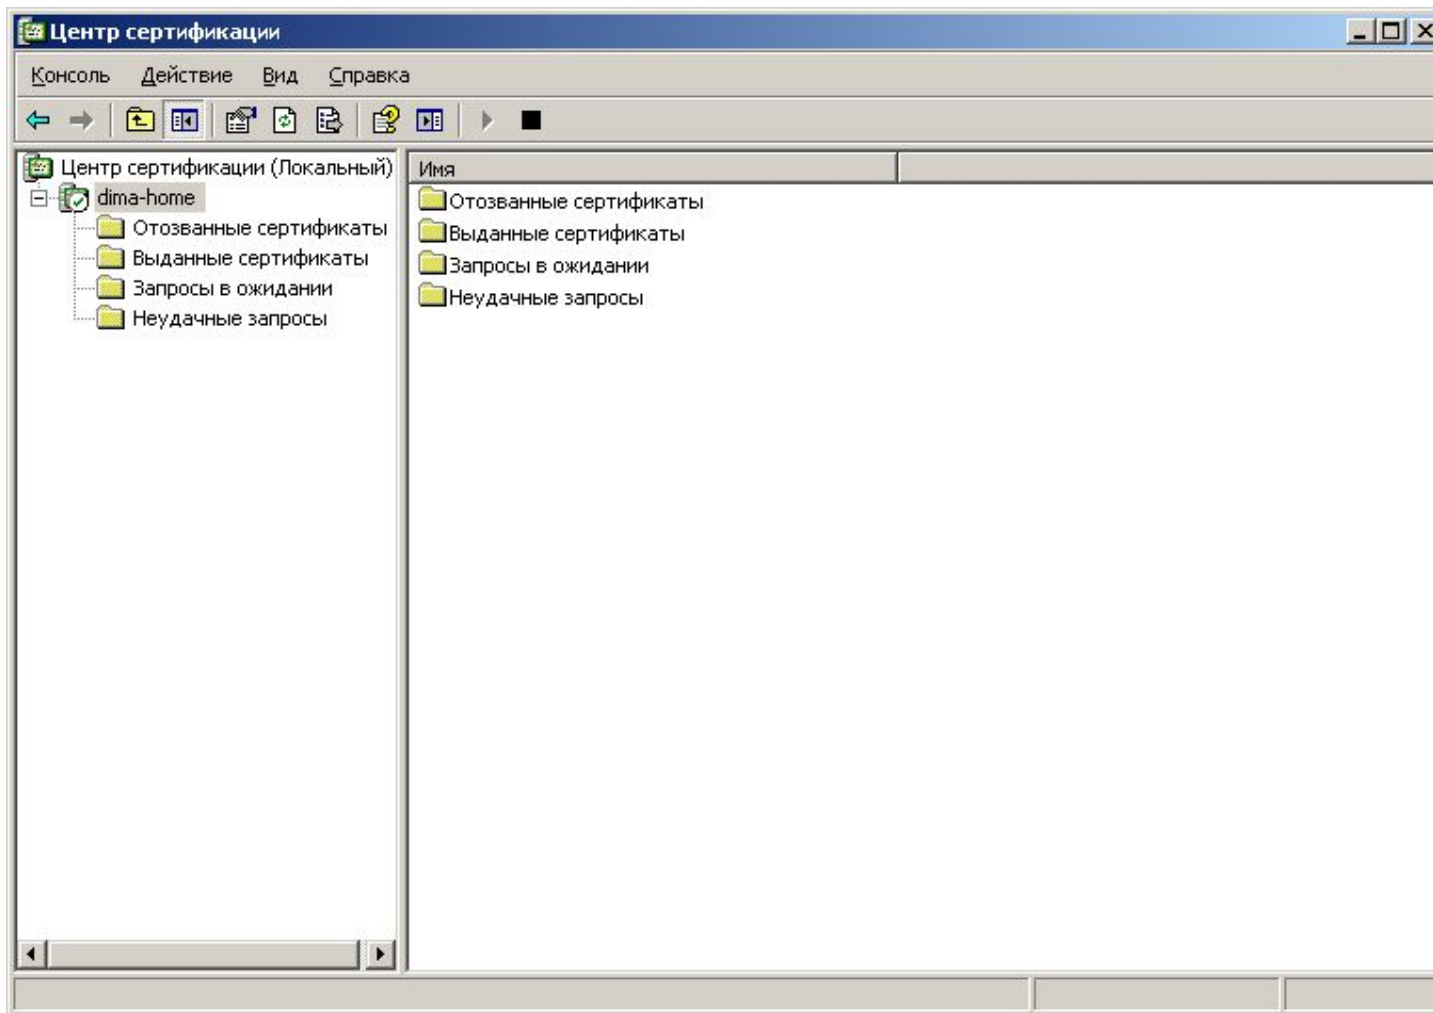 Центр сертификации
Консоль Действие Вид Справка
Центр сертификации (Локальный)
dima-home
Отозванные сертификаты
Выданные сертификаты
Запросы в ожидании
Неудачные запросы
Имя
Отозванные сертификаты
Выданные сертификаты
Запросы в ожидании
Неудачные запросы